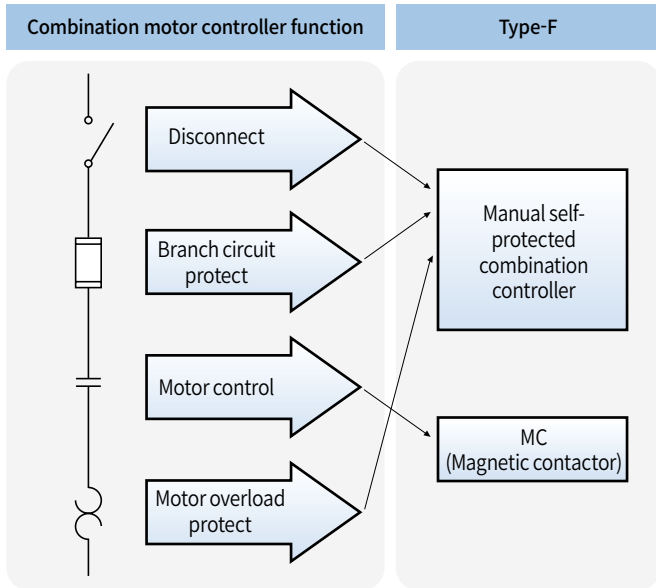 Combination motor controller function
Type-F
Disconnect
Branch circuit
protect
Motor control
Motor overload
protect
Manual self-
protected
combination
controller
MC
(Magnetic contactor)